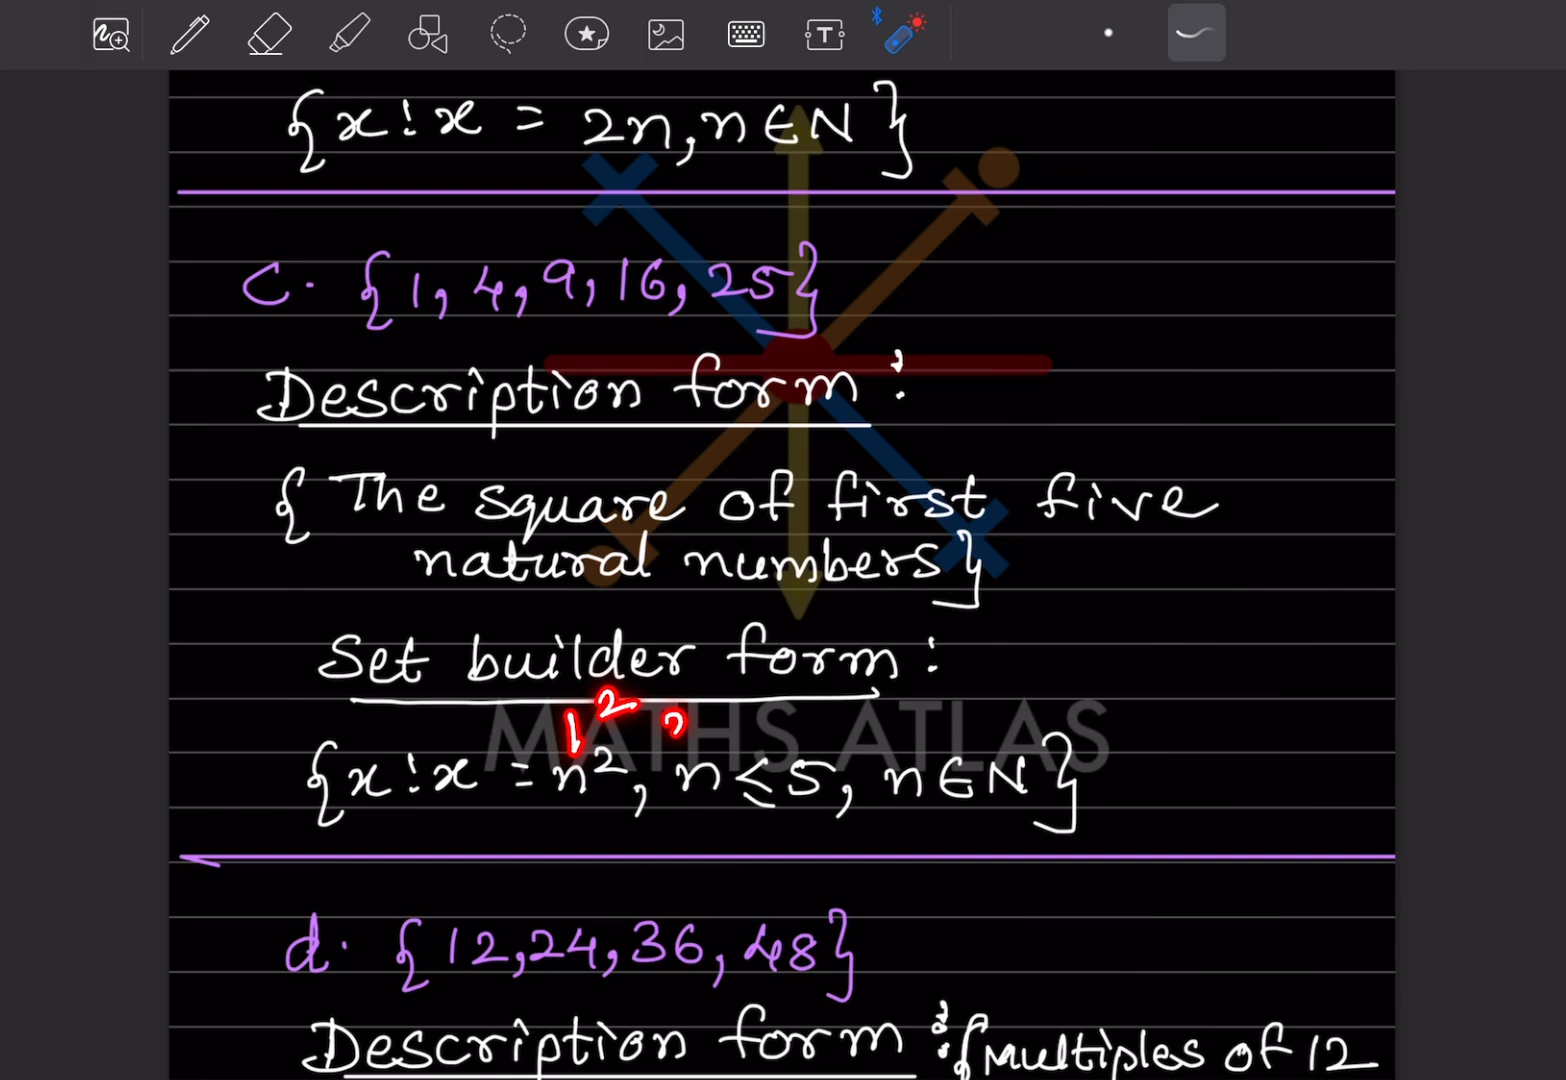 {x!x = 2n, n ∈ N}
c. {1, 4, 9, 16, 25}
Description form :
{ The square of first five
natural numbers}
Set builder form :
1² 2
MATHS ATLAS
{x!x = n², n ≤ 5, n ∈ N}
d. {12, 24, 36, 48}
Description form : {Multiples of 12